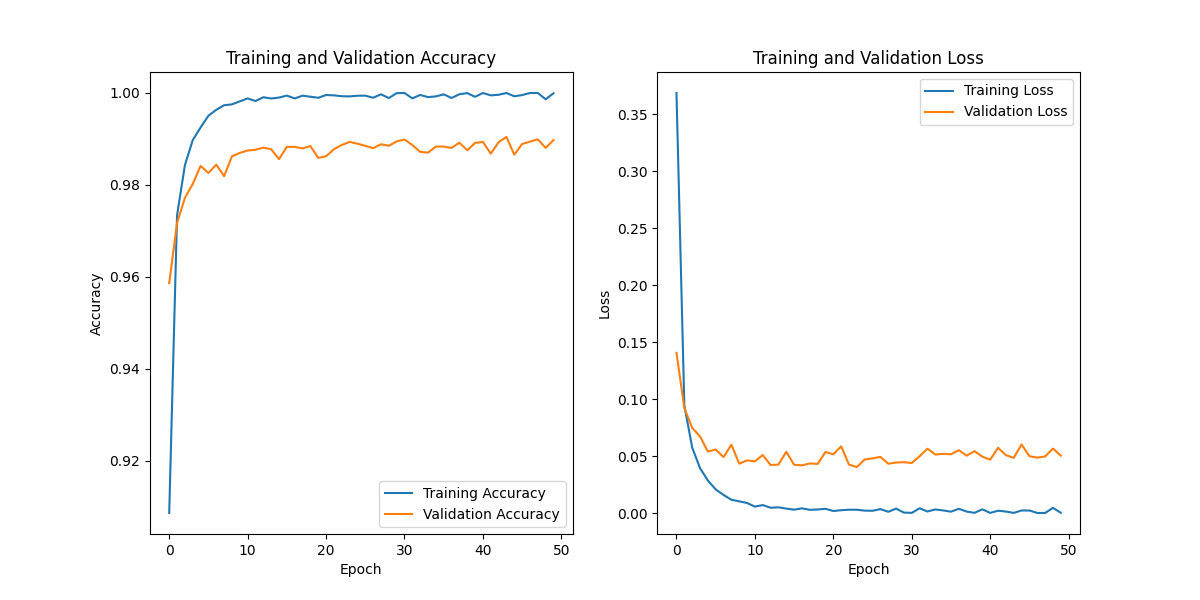 Training and Validation Accuracy
1.00
0.98
0.96
0.94
0.92
Accuracy
0 10 20 30 40 50
Epoch
Training Accuracy
Validation Accuracy
Training and Validation Loss
0.35
0.30
0.25
0.20
0.15
0.10
0.05
0.00
Loss
0 10 20 30 40 50
Epoch
Training Loss
Validation Loss